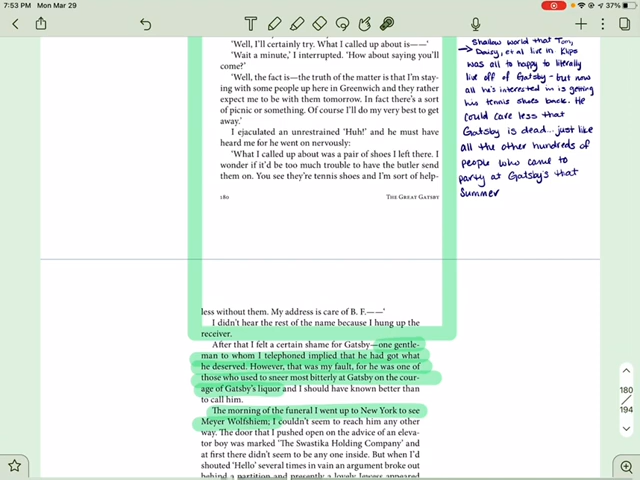 7:53 PM Mon Mar 29
37%
'Well, I'll certainly try. What I called up about is——'
'Wait a minute,' I interrupted. 'How about saying you'll
come?'
'Well, the fact is—the truth of the matter is that I'm stay-
ing with some people up here in Greenwich and they rather
expect me to be with them tomorrow. In fact there's a sort
of picnic or something. Of course I'll do my very best to get
away.'
I ejaculated an unrestrained 'Huh!' and he must have
heard me for he went on nervously:
'What I called up about was a pair of shoes I left there. I
wonder if it'd be too much trouble to have the butler send
them on. You see they're tennis shoes and I'm sort of help-
180
THE GREAT GATSBY
Shallow world that Tom,
Daisy, et al live in Klips
was all to happy to literally
live off of Gatsby - but now
all he's interested in is getting
his tennis shoes back. He
could care less that
Gatsby is dead...just like
all the other hundreds of
people who came to
party at Gatsby's that
Summer
less without them. My address is care of B. F.——'
I didn't hear the rest of the name because I hung up the
receiver.
After that I felt a certain shame for Gatsby—one gentle-
man to whom I telephoned implied that he had got what
he deserved. However, that was my fault, for he was one of
those who used to sneer most bitterly at Gatsby on the cour-
age of Gatsby's liquor and I should have known better than
to call him.
The morning of the funeral I went up to New York to see
Meyer Wolfshiem; I couldn't seem to reach him any other
way. The door that I pushed open on the advice of an eleva-
tor boy was marked 'The Swastika Holding Company' and
at first there didn't seem to be any one inside. But when I'd
shouted 'Hello' several times in vain an argument broke out
behind a partition and presently a lovely Jewess appeared
180
194